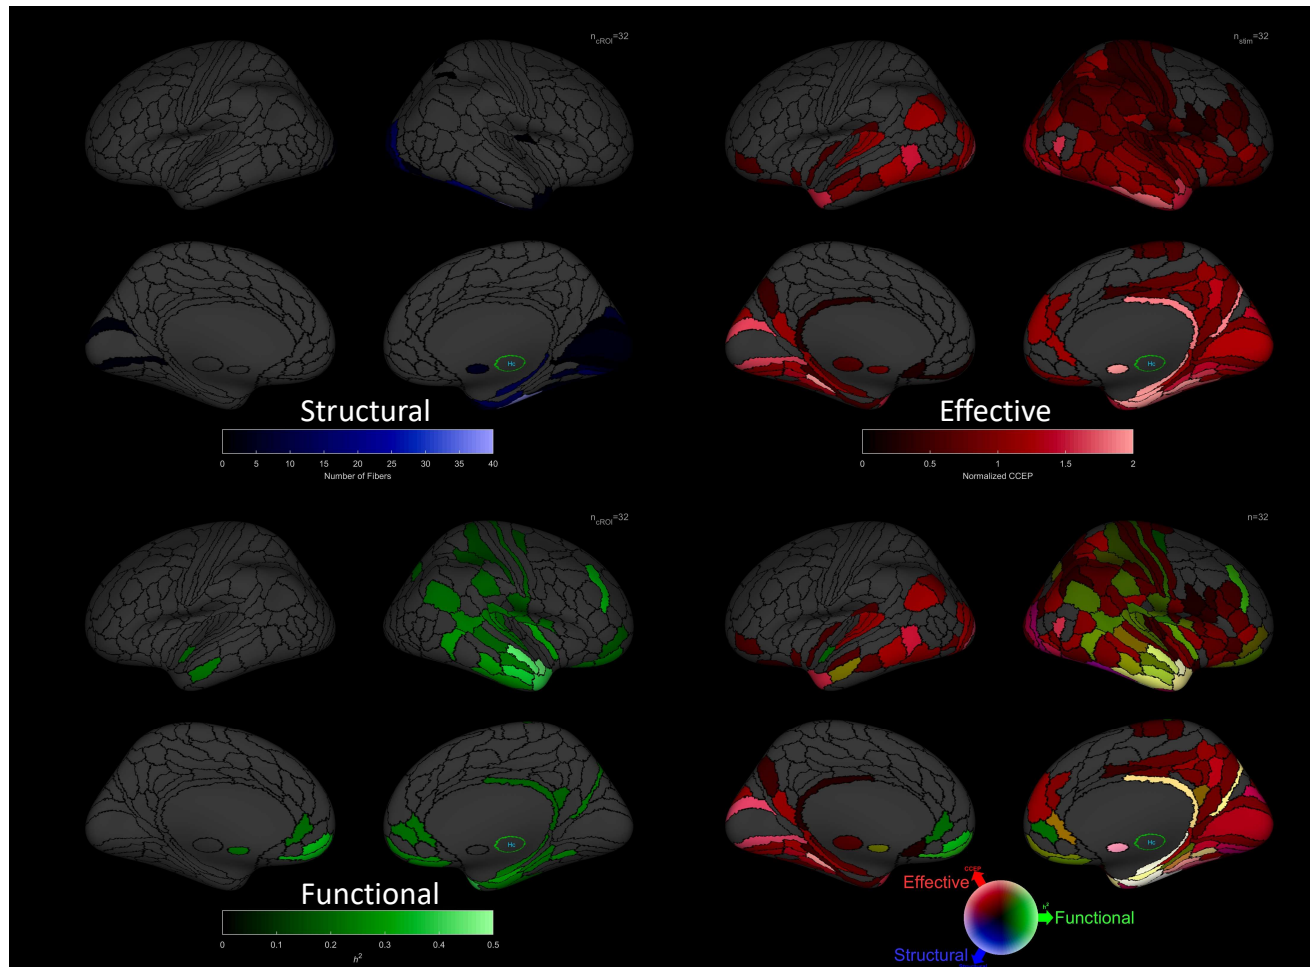 n_cROI=32
n_stim=32
Hc
Hc
Structural
0 5 10 15 20 25 30 35 40
Number of Fibers
Effective
0 0.5 1 1.5 2
Normalized CCEP
n_cROI=32
n=32
Hc
Hc
Functional
0 0.1 0.2 0.3 0.4 0.5
h²
CCEP
Effective
h²
Functional
Structural